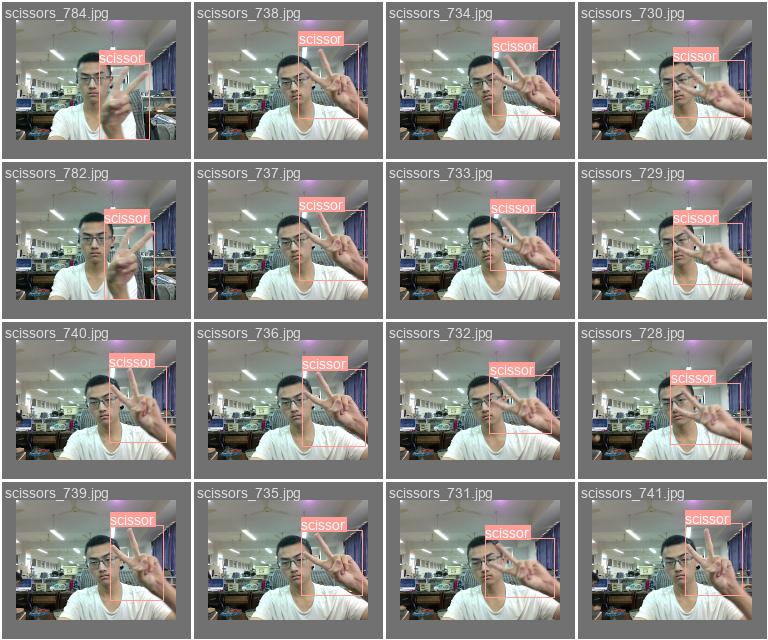 scissors_784.jpg
scissor
scissors_738.jpg
scissor
scissors_734.jpg
scissor
scissors_730.jpg
scissor
scissors_782.jpg
scissor
scissors_737.jpg
scissor
scissors_733.jpg
scissor
scissors_729.jpg
scissor
scissors_740.jpg
scissor
scissors_736.jpg
scissor
scissors_732.jpg
scissor
scissors_728.jpg
scissor
scissors_739.jpg
scissor
scissors_735.jpg
scissor
scissors_731.jpg
scissor
scissors_741.jpg
scissor